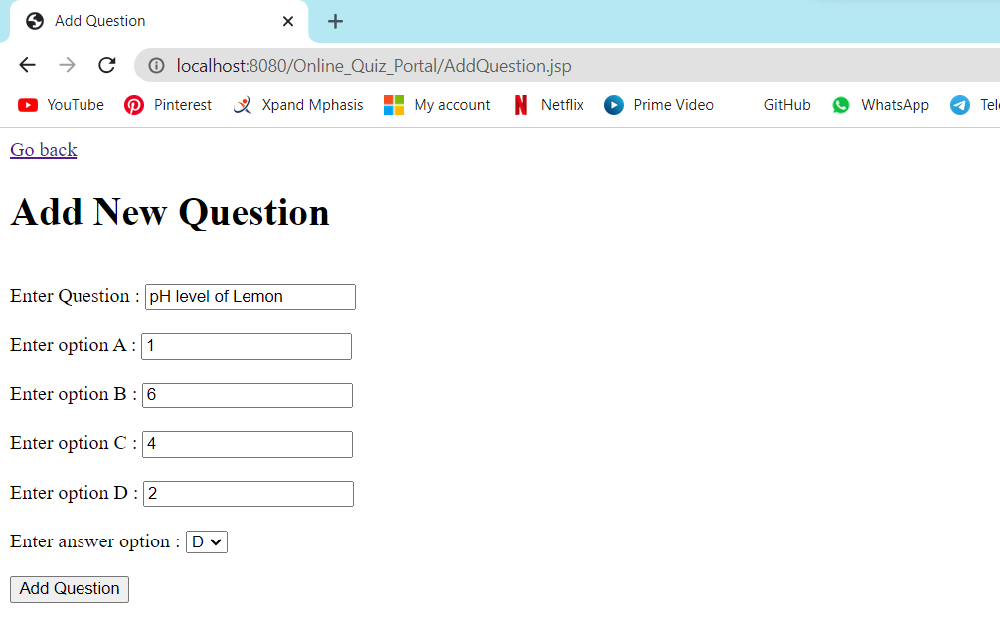 Add Question
localhost:8080/Online_Quiz_Portal/AddQuestion.jsp
YouTube Pinterest Xpand Mphasis My account Netflix Prime Video GitHub WhatsApp Tel
Go back
Add New Question
Enter Question : pH level of Lemon
Enter option A : 1
Enter option B : 6
Enter option C : 4
Enter option D : 2
Enter answer option : D
Add Question